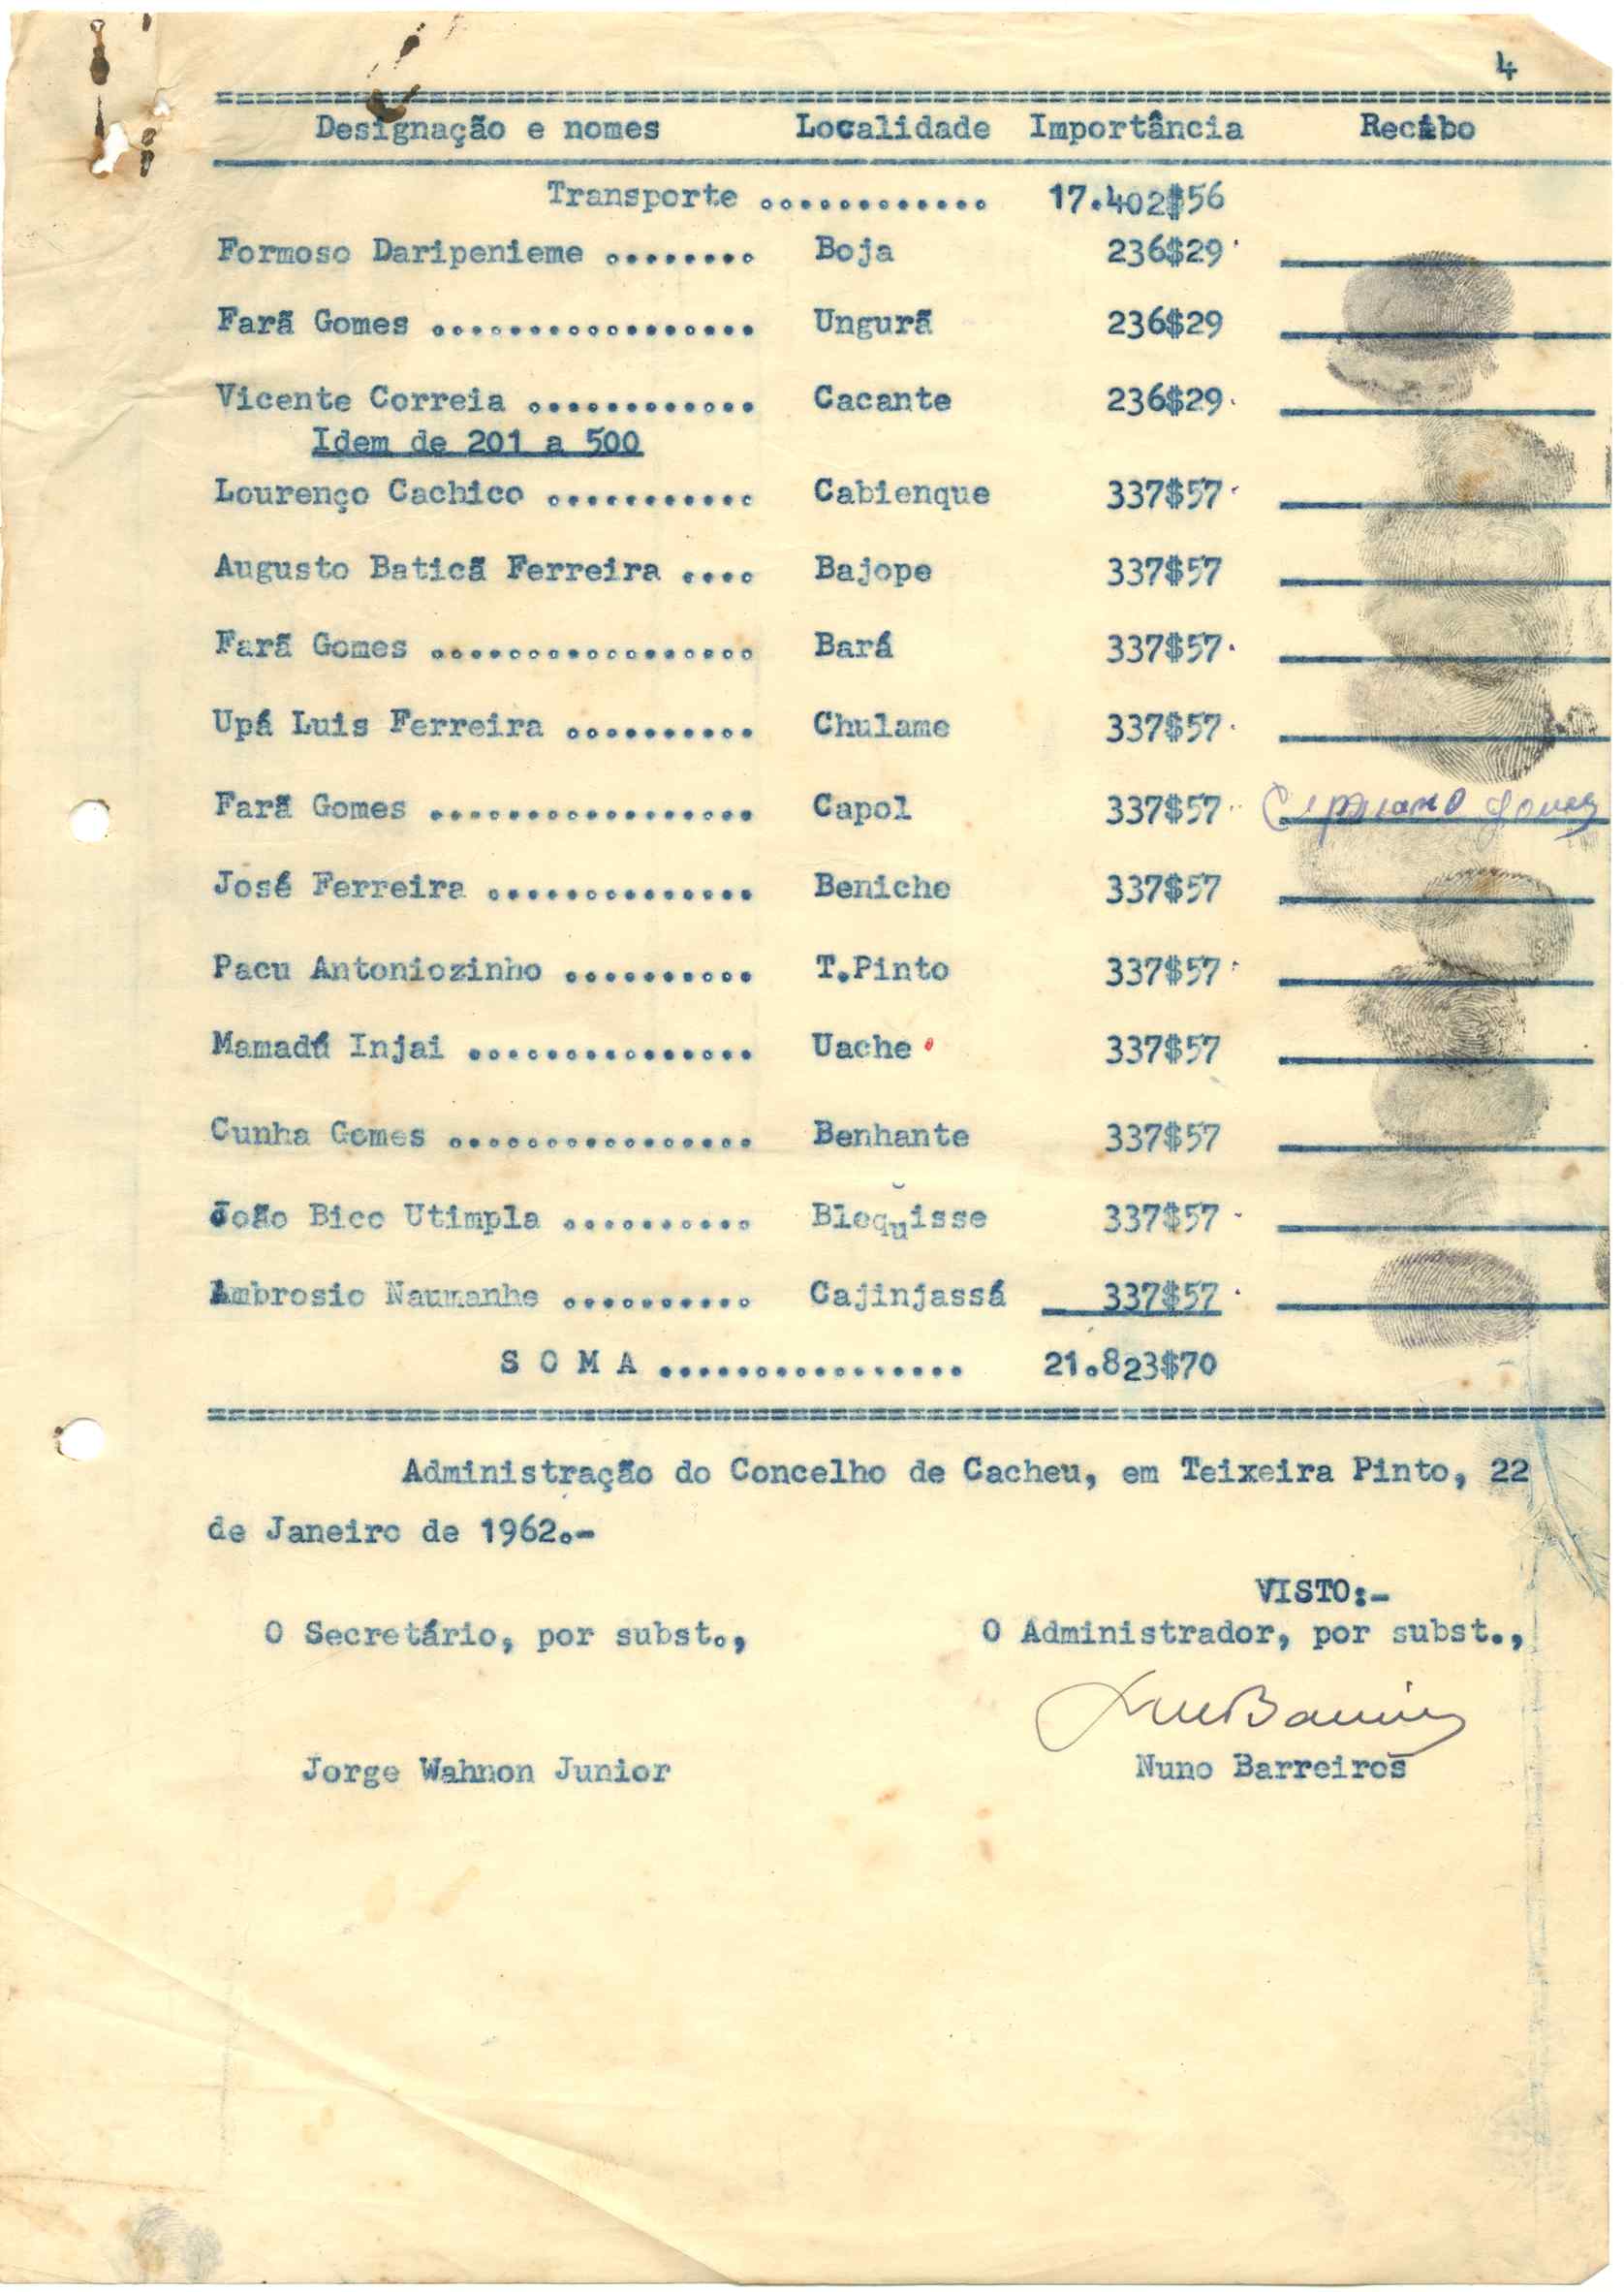 4
Designação e nomes Localidade Importância Recibo
Transporte ............ 17.402$56
Formoso Daripenieme ........ Boja 236$29
Farã Gomes ................. Ungurã 236$29
Vicente Correia ............ Cacante 236$29
Idem de 201 a 500
Lourenço Cachico ........... Cabienque 337$57
Augusto Baticã Ferreira .... Bajope 337$57
Farã Gomes ................. Bará 337$57
Upá Luis Ferreira .......... Chulame 337$57
Farã Gomes ................. Capol 337$57 Cipriano Gomes
José Ferreira .............. Beniche 337$57
Pacu Antoniozinho .......... T.Pinto 337$57
Mamadú Injai ............... Uache 337$57
Cunha Gomes ................ Benhante 337$57
João Bico Utimpla .......... Blequisse 337$57
Ambrosio Naumanhe .......... Cajinjassá 337$57
S O M A ................ 21.823$70
Administração do Concelho de Cacheu, em Teixeira Pinto, 22
de Janeiro de 1962.-
VISTO:-
O Secretário, por subst., O Administrador, por subst.,
Jorge Wahnon Junior Nuno Barreiros